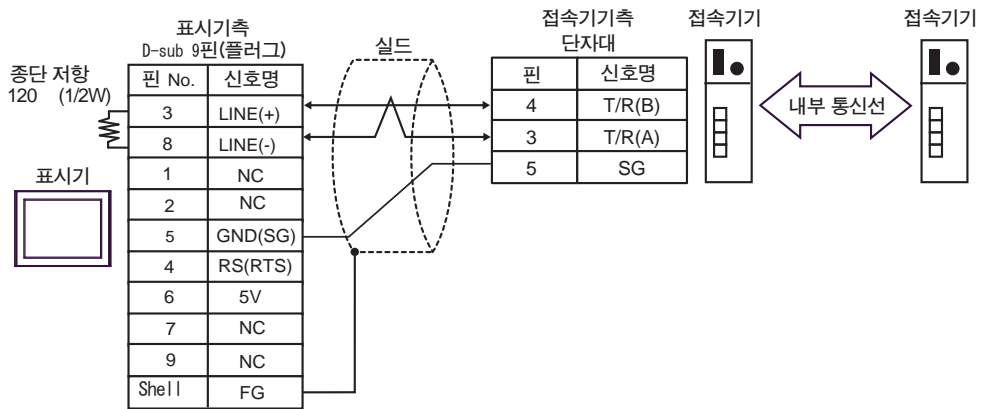 표시기측
D-sub 9핀(플러그)
종단 저항
120 (1/2W)
핀 No. 신호명
3 LINE(+)
8 LINE(-)
1 NC
2 NC
5 GND(SG)
4 RS(RTS)
6 5V
7 NC
9 NC
Shell FG
표시기
실드
접속기기측
단자대
핀 신호명
4 T/R(B)
3 T/R(A)
5 SG
접속기기
내부 통신선
접속기기